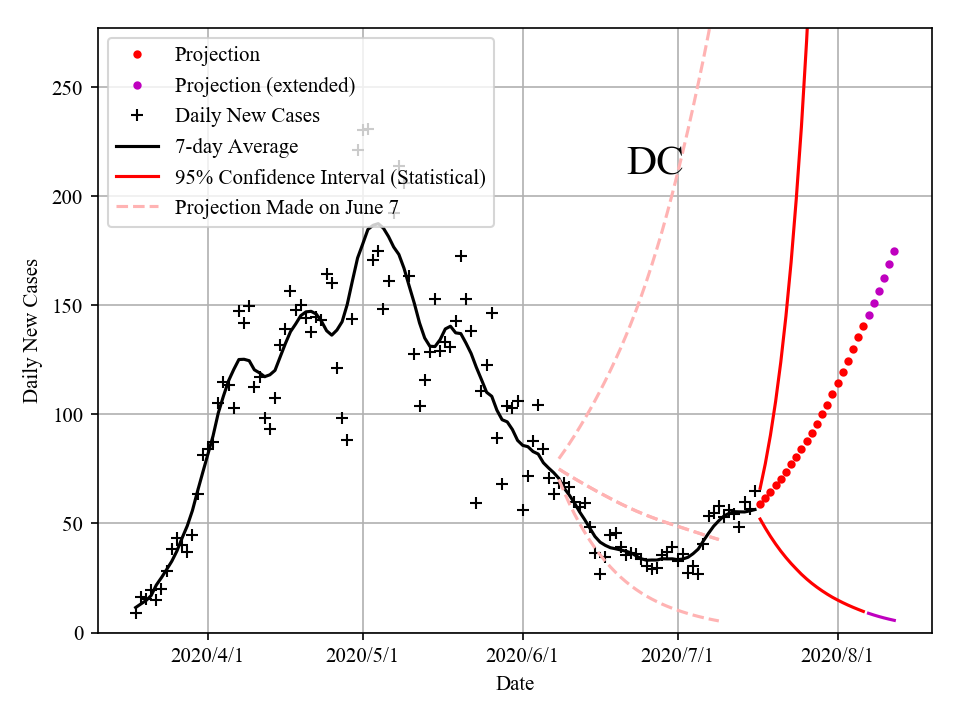 Projection
Projection (extended)
Daily New Cases
7-day Average
95% Confidence Interval (Statistical)
Projection Made on June 7
DC
250
200
150
100
50
0
Daily New Cases
2020/4/1 2020/5/1 2020/6/1 2020/7/1 2020/8/1
Date